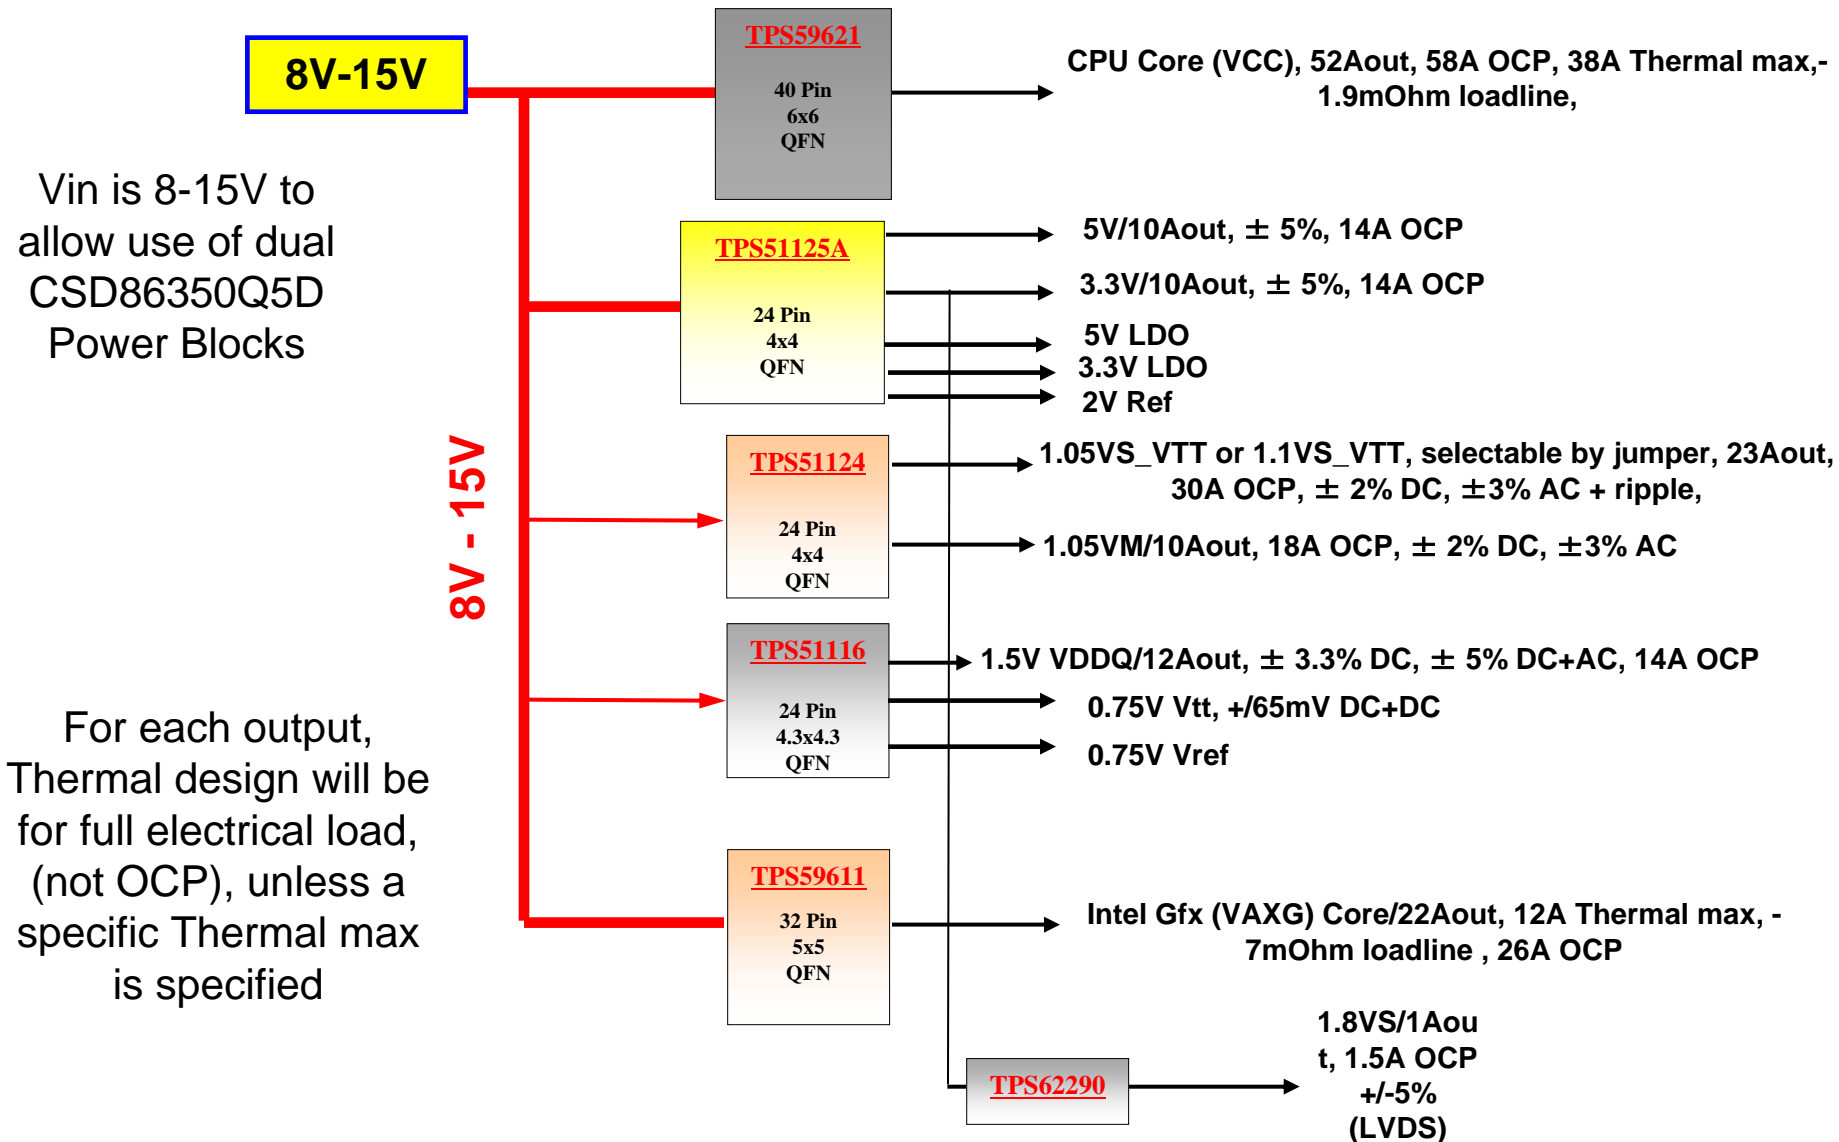 8V-15V
Vin is 8-15V to
allow use of dual
CSD86350Q5D
Power Blocks
For each output,
Thermal design will be
for full electrical load,
(not OCP), unless a
specific Thermal max
is specified
8V - 15V
TPS59621
40 Pin
6x6
QFN
CPU Core (VCC), 52Aout, 58A OCP, 38A Thermal max,-
1.9mOhm loadline,
TPS51125A
24 Pin
4x4
QFN
5V/10Aout, ± 5%, 14A OCP
3.3V/10Aout, ± 5%, 14A OCP
5V LDO
3.3V LDO
2V Ref
TPS51124
24 Pin
4x4
QFN
1.05VS_VTT or 1.1VS_VTT, selectable by jumper, 23Aout,
30A OCP, ± 2% DC, ±3% AC + ripple,
1.05VM/10Aout, 18A OCP, ± 2% DC, ±3% AC
TPS51116
24 Pin
4.3x4.3
QFN
1.5V VDDQ/12Aout, ± 3.3% DC, ± 5% DC+AC, 14A OCP
0.75V Vtt, +/65mV DC+DC
0.75V Vref
TPS59611
32 Pin
5x5
QFN
Intel Gfx (VAXG) Core/22Aout, 12A Thermal max, -
7mOhm loadline , 26A OCP
TPS62290
1.8VS/1Aou
t, 1.5A OCP
+/-5%
(LVDS)